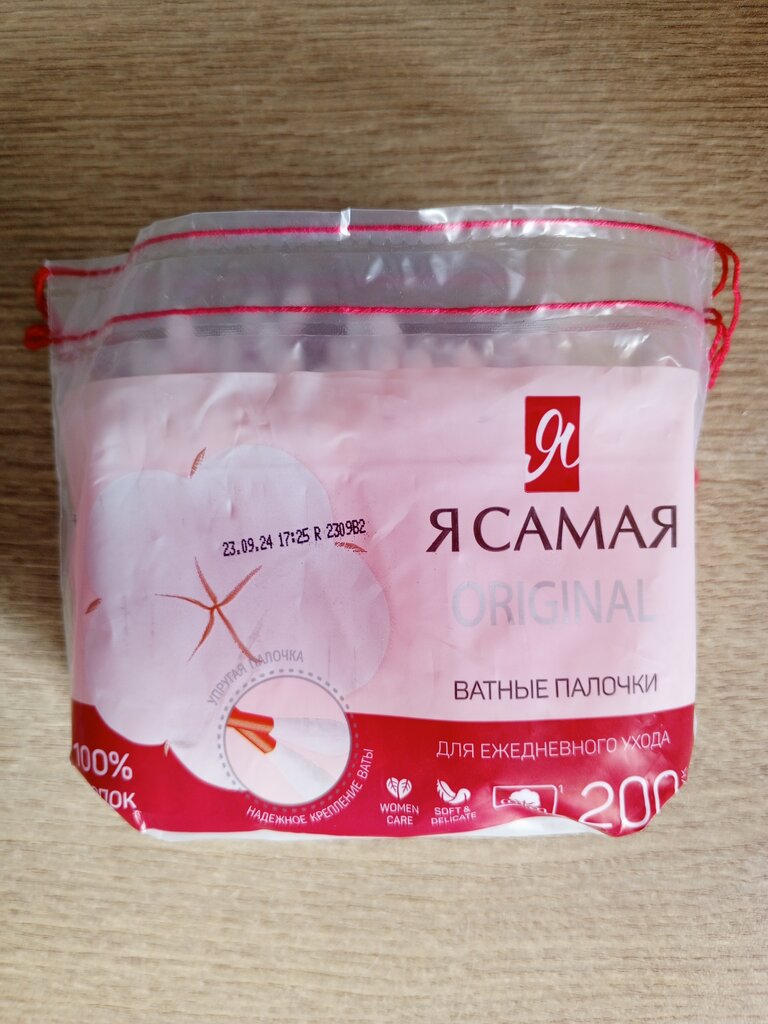 Я
Я САМАЯ
ORIGINAL
23.09.24 17:25 R 2309B2
ВАТНЫЕ ПАЛОЧКИ
УПРУГАЯ ПАЛОЧКА
НАДЕЖНОЕ КРЕПЛЕНИЕ ВАТЫ
ДЛЯ ЕЖЕДНЕВНОГО УХОДА
100%
WOMEN
CARE
SOFT &
DELICATE
1
200